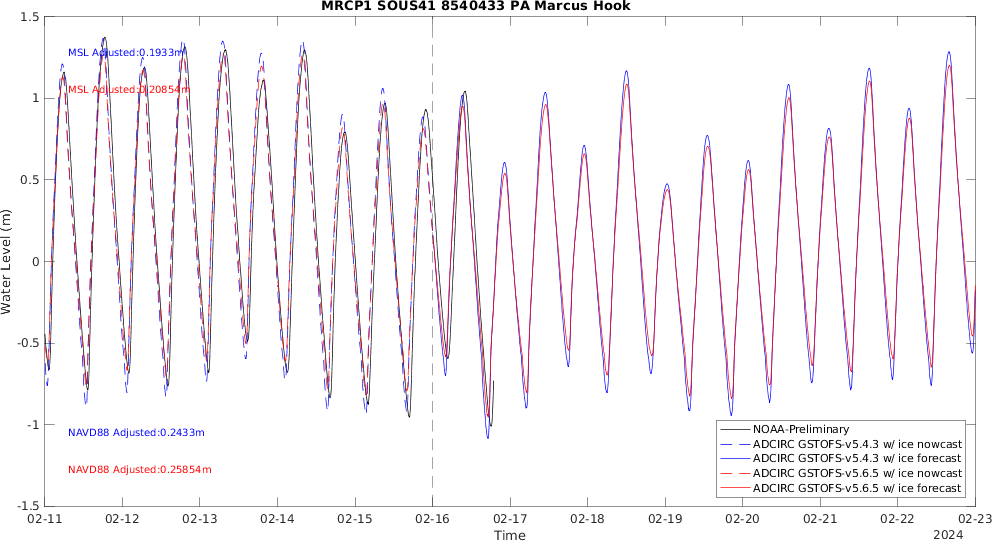 MRCP1 SOUS41 8540433 PA Marcus Hook
1.5
MSL Adjusted:0.1933m
1
MSL Adjusted:0.20854m
0.5
0
Water Level (m)
-0.5
-1
NAVD88 Adjusted:0.2433m
NAVD88 Adjusted:0.25854m
-1.5
NOAA-Preliminary
ADCIRC GSTOFS-v5.4.3 w/ ice nowcast
ADCIRC GSTOFS-v5.4.3 w/ ice forecast
ADCIRC GSTOFS-v5.6.5 w/ ice nowcast
ADCIRC GSTOFS-v5.6.5 w/ ice forecast
02-11 02-12 02-13 02-14 02-15 02-16 02-17 02-18 02-19 02-20 02-21 02-22 02-23
Time
2024